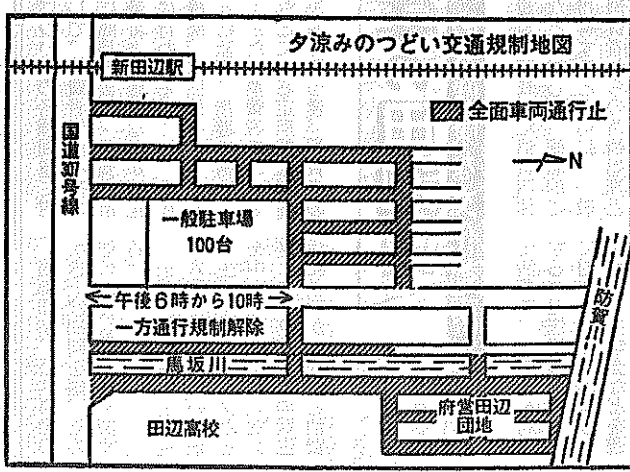 夕涼みのつどい交通規制地図
新田辺駅
全面車両通行止
国道307号線
N
一般駐車場
100台
防賀
午後6時から10時
一方通行規制解除
馬坂川
田辺高校
府営田辺
団地